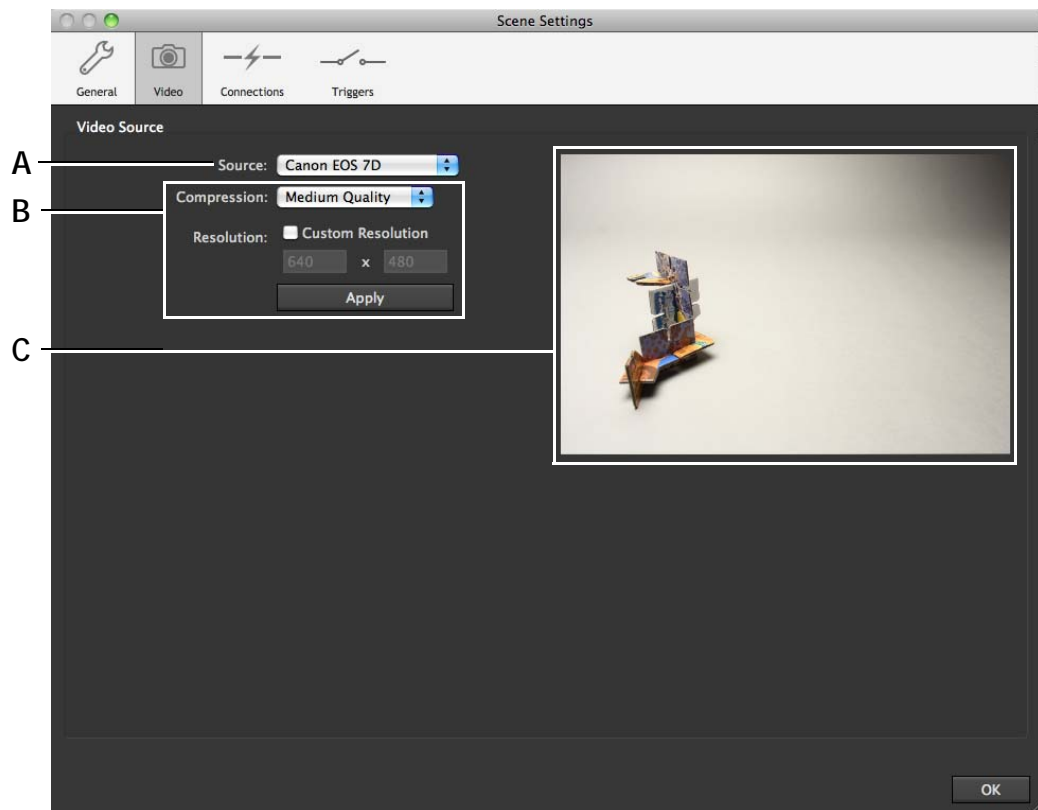 Scene Settings
General Video Connections Triggers
Video Source
A
Source: Canon EOS 7D
B
Compression: Medium Quality
Resolution: Custom Resolution
640 x 480
Apply
C
OK